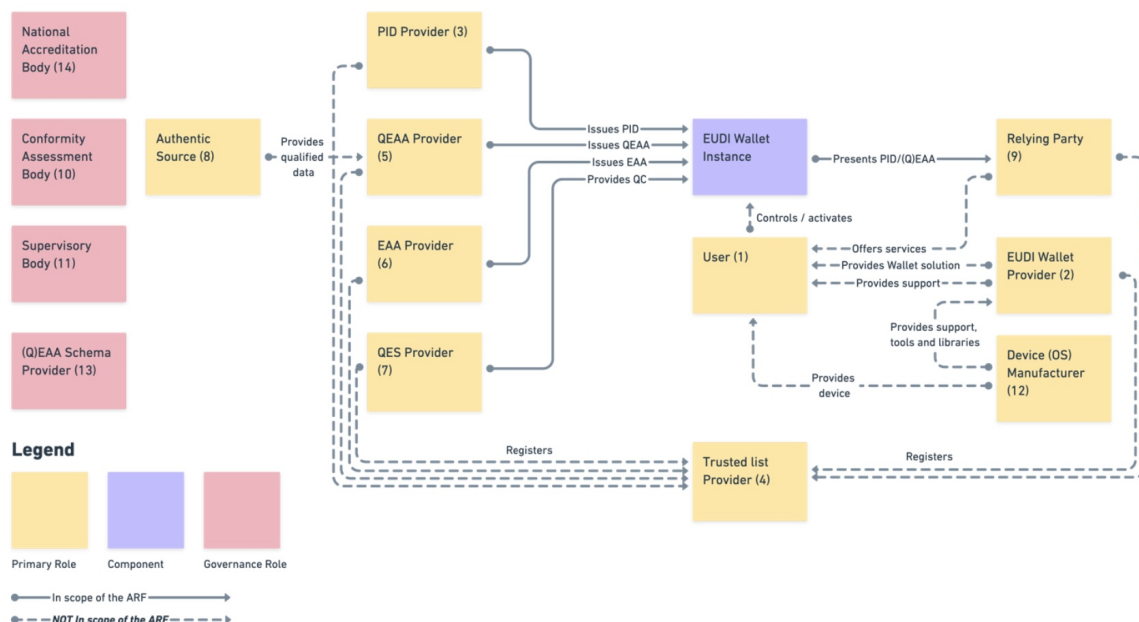 National
Accreditation
Body (14)
PID Provider (3)
Conformity
Assessment
Body (10)
Authentic
Source (8)
Provides
qualified
data
QEAA Provider
(5)
Issues PID
Issues QEAA
Issues EAA
Provides QC
EUDI Wallet
Instance
Presents PID/(Q)EAA
Relying Party
(9)
Controls / activates
Supervisory
Body (11)
EAA Provider
(6)
User (1)
Offers services
Provides Wallet solution
Provides support
EUDI Wallet
Provider (2)
Provides support,
tools and libraries
(Q)EAA Schema
Provider (13)
QES Provider
(7)
Provides
device
Device (OS)
Manufacturer
(12)
Legend
Registers
Trusted list
Provider (4)
Registers
Primary Role
Component
Governance Role
In scope of the ARF
NOT In scope of the ARF